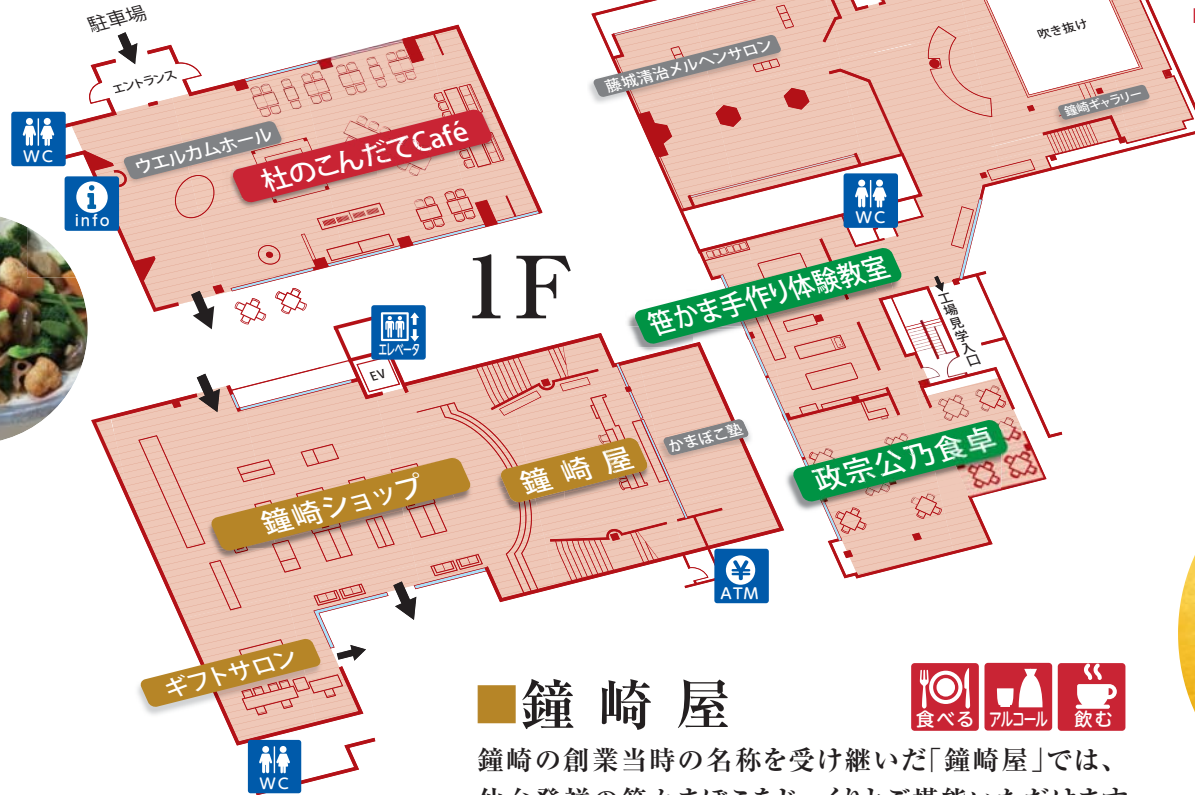 駐車場
エントランス
WC
ウエルカムホール
杜のこんだてCafé
info
藤城清治メルヘンサロン
吹き抜け
鐘崎ギャラリー
WC
1F
笹かま手作り体験教室
工場見学入口
エレベータ
EV
かまぼこ塾
鐘崎屋
政宗公乃食卓
鐘崎ショップ
ATM
ギフトサロン
WC
■鐘崎屋
食べる
アルコール
飲む
鐘崎の創業当時の名称を受け継いだ「鐘崎屋」では、